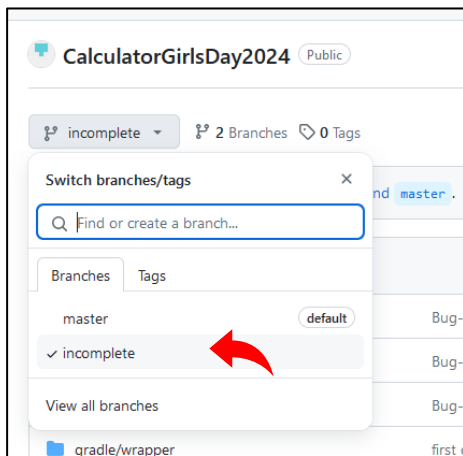 CalculatorGirlsDay2024 Public
incomplete 2 Branches 0 Tags
Switch branches/tags
nd master.
Find or create a branch...
Branches Tags
master default
Bug-
incomplete
Bug-
View all branches
Bug-
gradle/wrapper
first